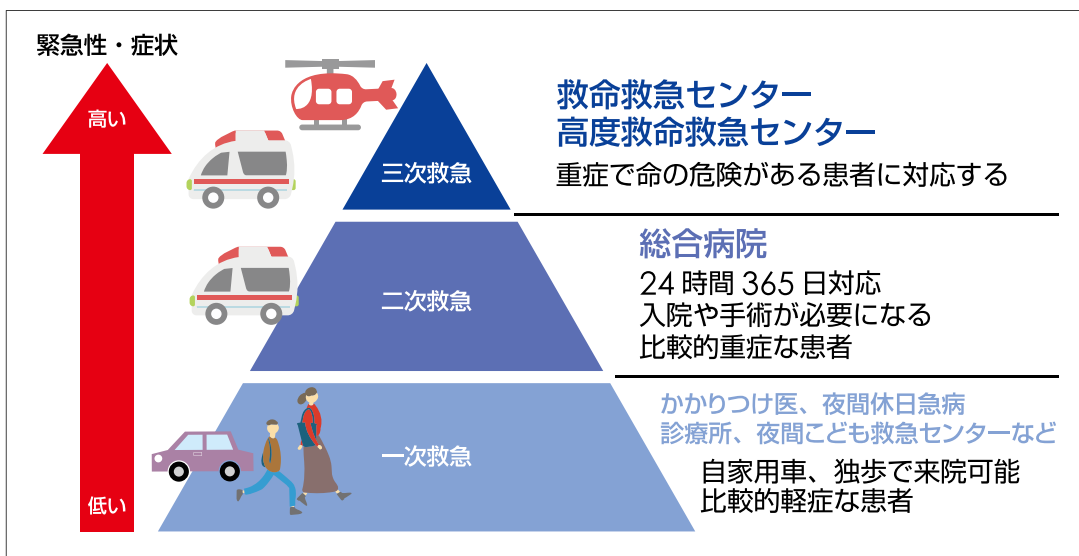 緊急性・症状
高い
三次救急
救命救急センター
高度救命救急センター
重症で命の危険がある患者に対応する
二次救急
総合病院
24時間365日対応
入院や手術が必要になる
比較的重症な患者
一次救急
かかりつけ医、夜間休日急病
診療所、夜間こども救急センターなど
自家用車、独歩で来院可能
比較的軽症な患者
低い